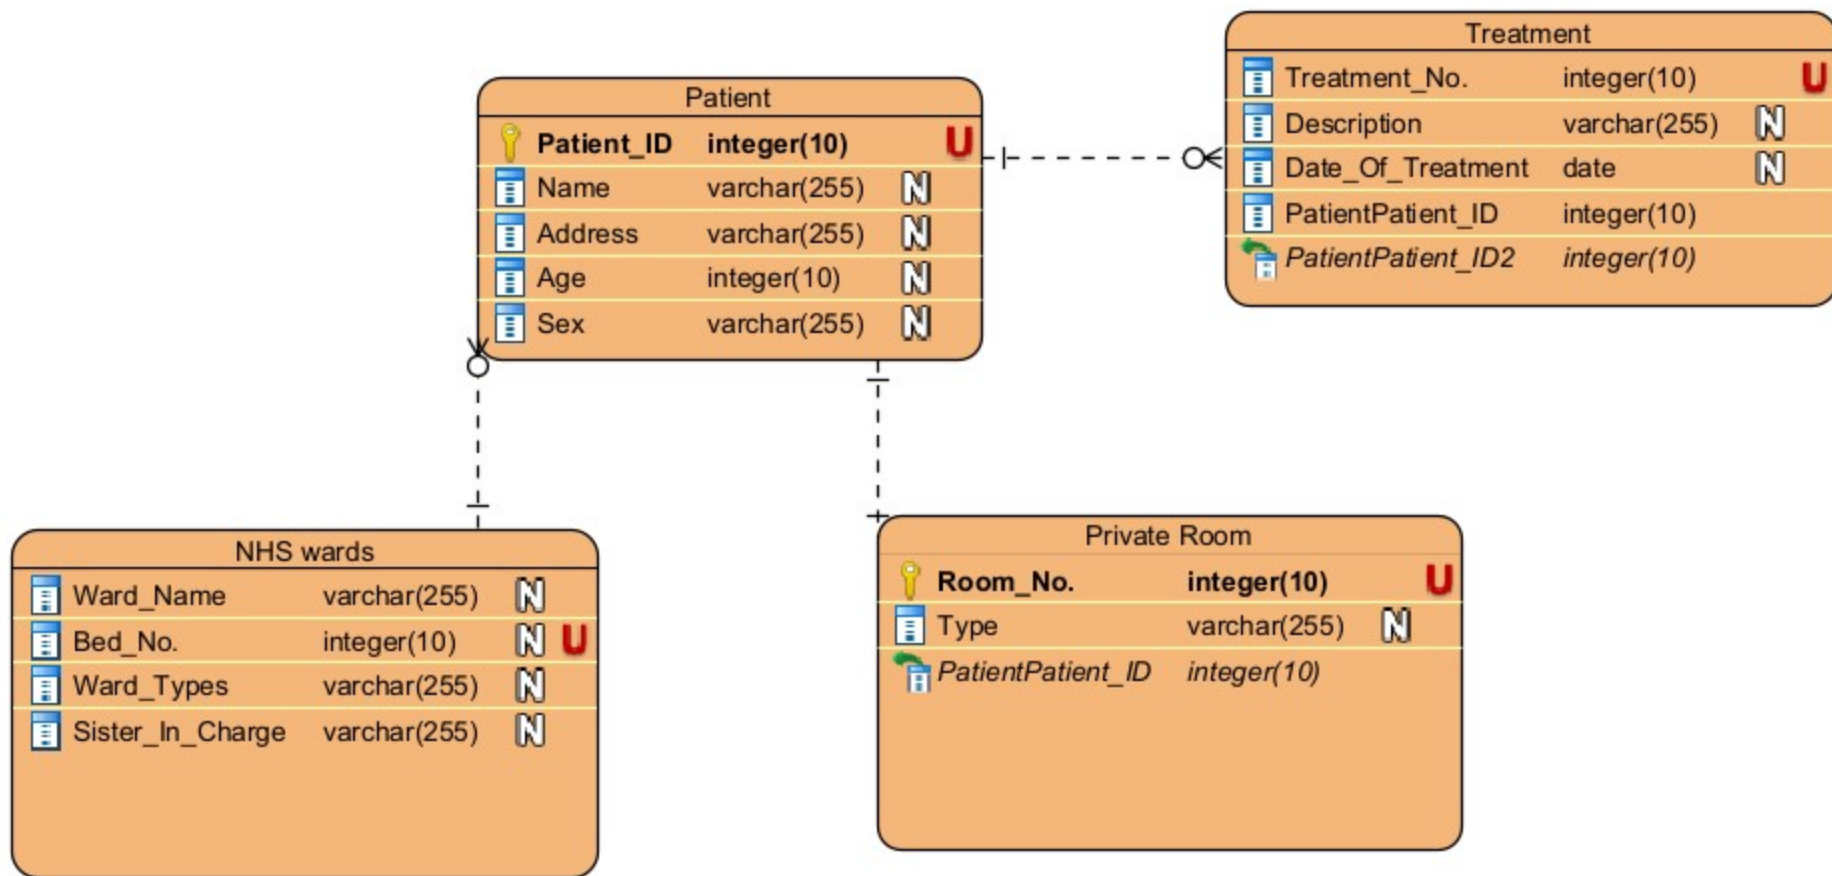 Patient
Patient_ID integer(10) U
Name varchar(255) N
Address varchar(255) N
Age integer(10) N
Sex varchar(255) N
Treatment
Treatment_No. integer(10) U
Description varchar(255) N
Date_Of_Treatment date N
PatientPatient_ID integer(10)
PatientPatient_ID2 integer(10)
NHS wards
Ward_Name varchar(255) N
Bed_No. integer(10) N U
Ward_Types varchar(255) N
Sister_In_Charge varchar(255) N
Private Room
Room_No. integer(10) U
Type varchar(255) N
PatientPatient_ID integer(10)